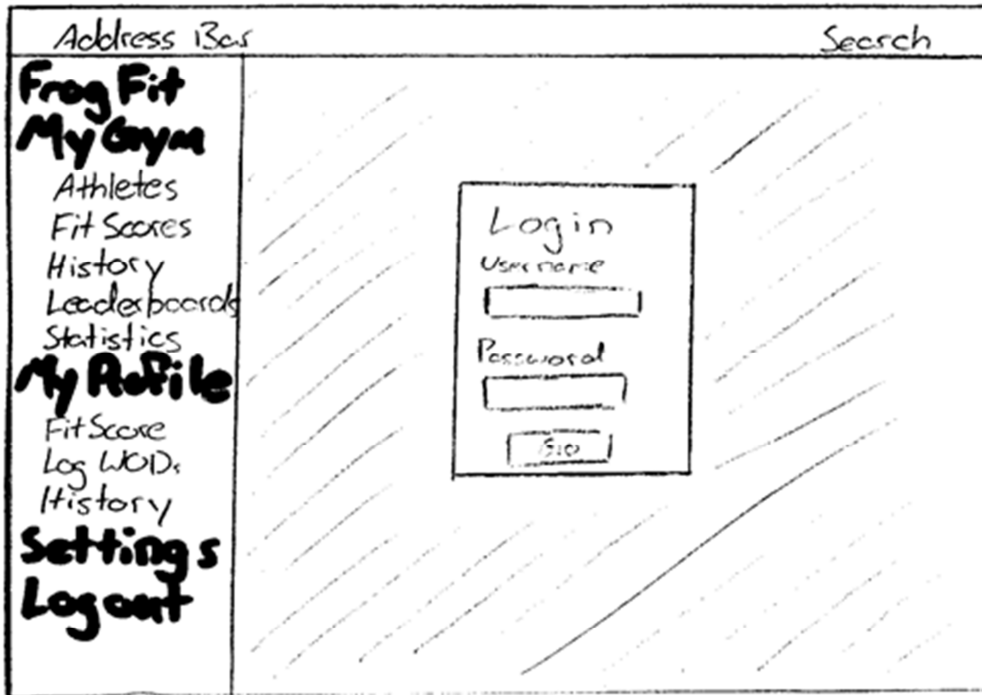 Address Bar
Search
Frog Fit
My Gym
Athletes
Fit Scores
History
Leaderboards
Statistics
My Profile
Fit Score
Log WODs
History
Settings
Logout
Login
Username
Password
Go